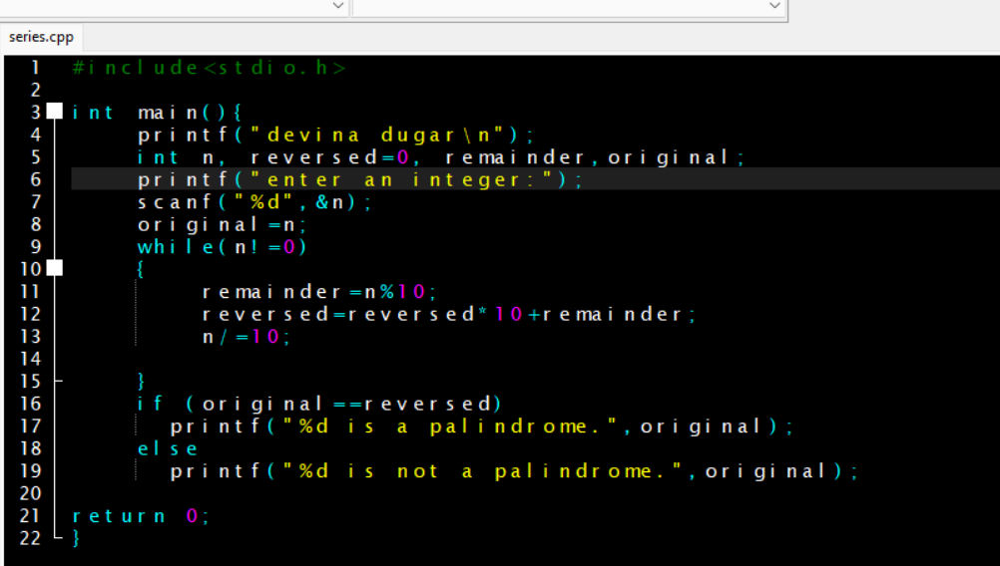 series.cpp
1 #include<stdio.h>
2
3 int main(){
4 printf("devina dugar\n");
5 int n, reversed=0, remainder,original;
6 printf("enter an integer:");
7 scanf("%d",&n);
8 original=n;
9 while(n!=0)
10 {
11 remainder=n%10;
12 reversed=reversed*10+remainder;
13 n/=10;
14
15 }
16 if (original==reversed)
17 printf("%d is a palindrome.",original);
18 else
19 printf("%d is not a palindrome.",original);
20
21 return 0;
22 }